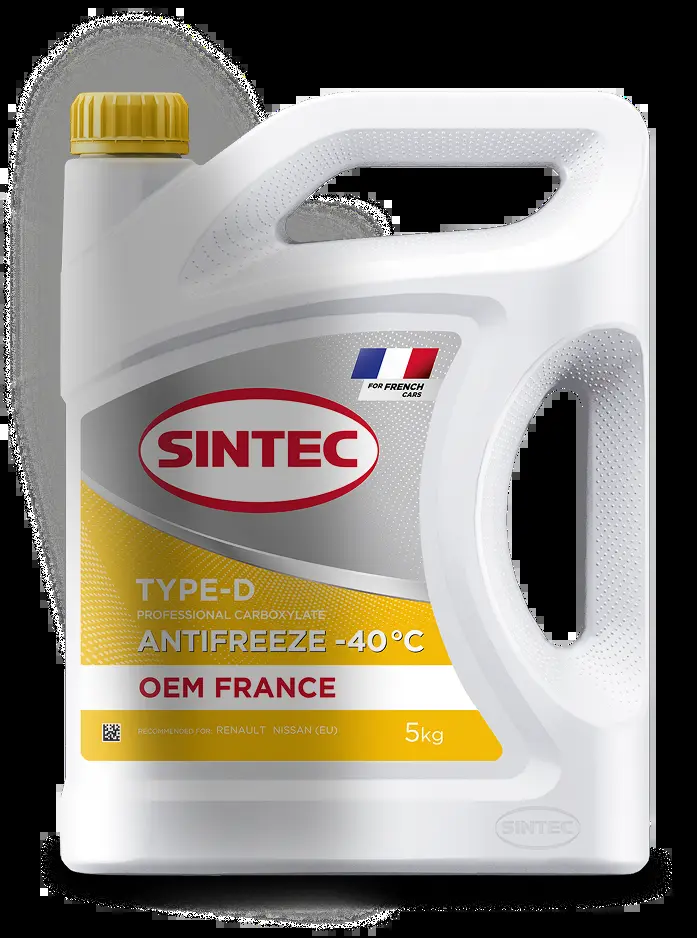 FOR FRENCH
CARS
SINTEC
TYPE-D
PROFESSIONAL CARBOXYLATE
ANTIFREEZE -40°C
OEM FRANCE
RECOMMENDED FOR: RENAULT NISSAN (EU)
5kg
SINTEC